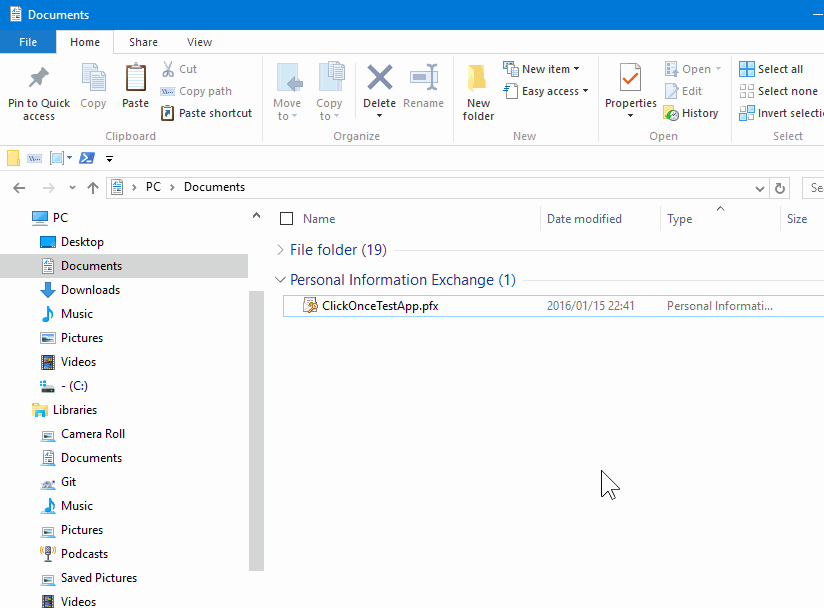 Documents
File Home Share View
Pin to Quick access
Copy
Paste
Cut
Copy path
Paste shortcut
Clipboard
Move to
Copy to
Delete
Rename
Organize
New folder
New item
Easy access
New
Properties
Open
Edit
History
Open
Select all
Select none
Invert selecti
Select
PC > Documents
Se
Name Date modified Type Size
File folder (19)
Personal Information Exchange (1)
ClickOnceTestApp.pfx 2016/01/15 22:41 Personal Informati...
PC
Desktop
Documents
Downloads
Music
Pictures
Videos
- (C:)
Libraries
Camera Roll
Documents
Git
Music
Pictures
Podcasts
Saved Pictures
Videos